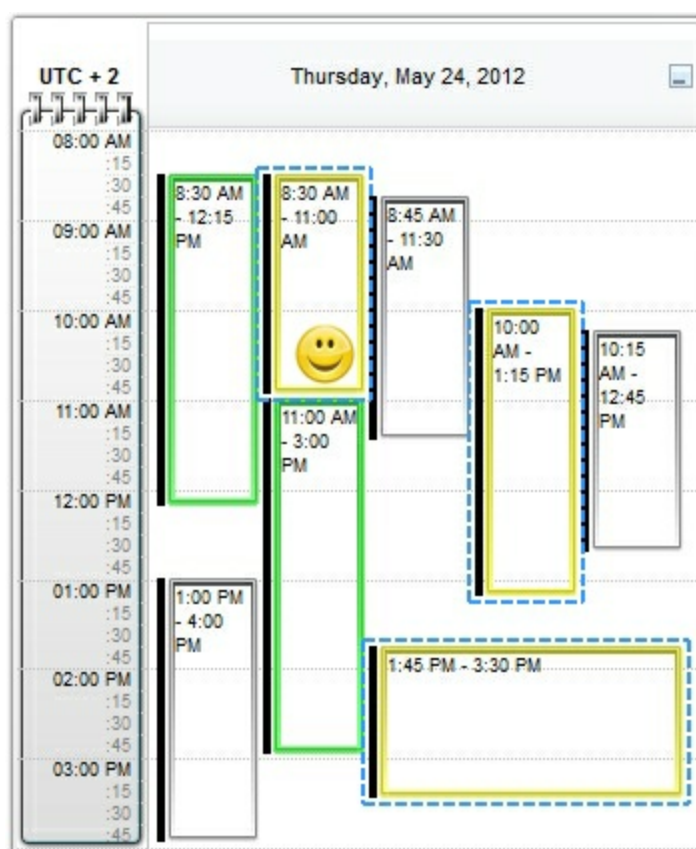 UTC + 2
Thursday, May 24, 2012
08:00 AM
:15
:30
:45
09:00 AM
:15
:30
:45
10:00 AM
:15
:30
:45
11:00 AM
:15
:30
:45
12:00 PM
:15
:30
:45
01:00 PM
:15
:30
:45
02:00 PM
:15
:30
:45
03:00 PM
:15
:30
:45
8:30 AM
- 12:15
PM
8:30 AM
- 11:00
AM
8:45 AM
- 11:30
AM
10:00
AM -
1:15 PM
10:15
AM -
12:45
PM
11:00 AM
- 3:00
PM
1:00 PM
- 4:00
PM
1:45 PM - 3:30 PM